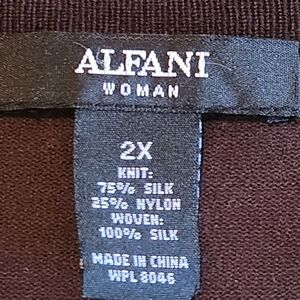 ALFANI
WOMAN
2X
KNIT:
75% SILK
25% NYLON
WOVEN:
100% SILK
MADE IN CHINA
WPL 8046